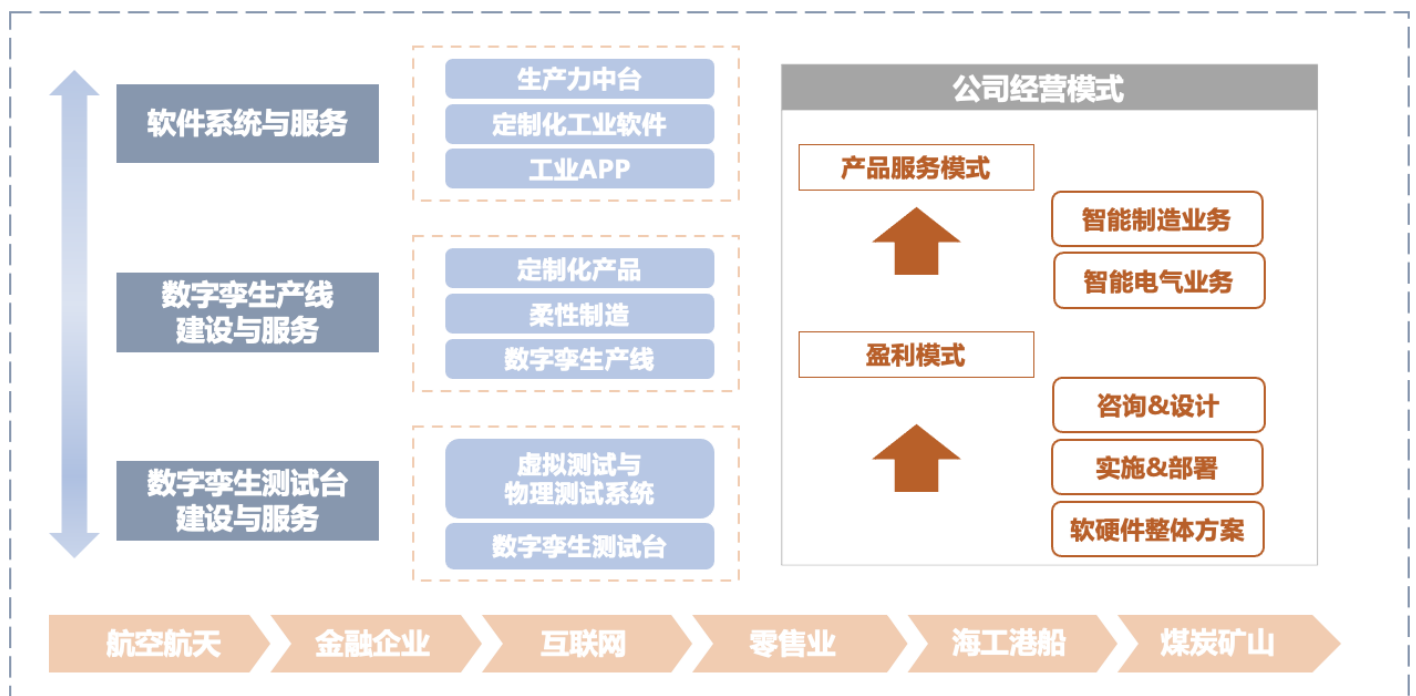 软件系统与服务
生产力中台
定制化工业软件
工业APP
数字孪生产线
建设与服务
定制化产品
柔性制造
数字孪生产线
数字孪生测试台
建设与服务
虚拟测试与
物理测试系统
数字孪生测试台
公司经营模式
产品服务模式
智能制造业务
智能电气业务
盈利模式
咨询&设计
实施&部署
软硬件整体方案
航空航天
金融企业
互联网
零售业
海工港船
煤炭矿山